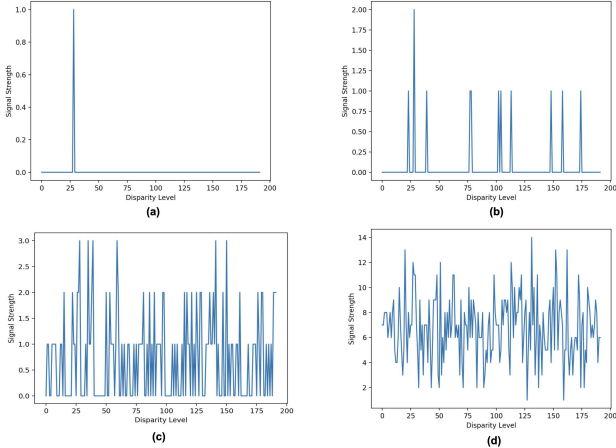 1.0
0.8
0.6
0.4
0.2
0.0
Signal Strength
0 25 50 75 100 125 150 175 200
Disparity Level
(a)
2.00
1.75
1.50
1.25
1.00
0.75
0.50
0.25
0.00
Signal Strength
0 25 50 75 100 125 150 175 200
Disparity Level
(b)
3.0
2.5
2.0
1.5
1.0
0.5
0.0
Signal Strength
0 25 50 75 100 125 150 175 200
Disparity Level
(c)
14
12
10
8
6
4
2
Signal Strength
0 25 50 75 100 125 150 175 200
Disparity Level
(d)